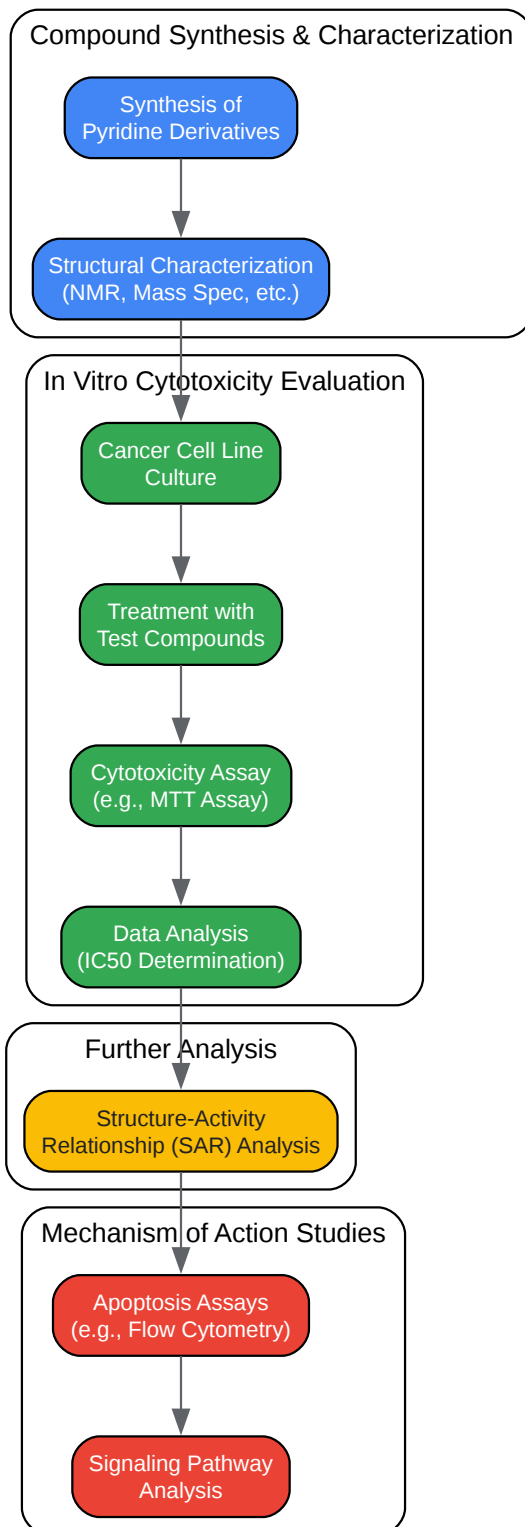 Compound Synthesis & Characterization
Synthesis of
Pyridine Derivatives
Structural Characterization
(NMR, Mass Spec, etc.)
In Vitro Cytotoxicity Evaluation
Cancer Cell Line
Culture
Treatment with
Test Compounds
Cytotoxicity Assay
(e.g., MTT Assay)
Data Analysis
(IC50 Determination)
Further Analysis
Structure-Activity
Relationship (SAR) Analysis
Mechanism of Action Studies
Apoptosis Assays
(e.g., Flow Cytometry)
Signaling Pathway
Analysis